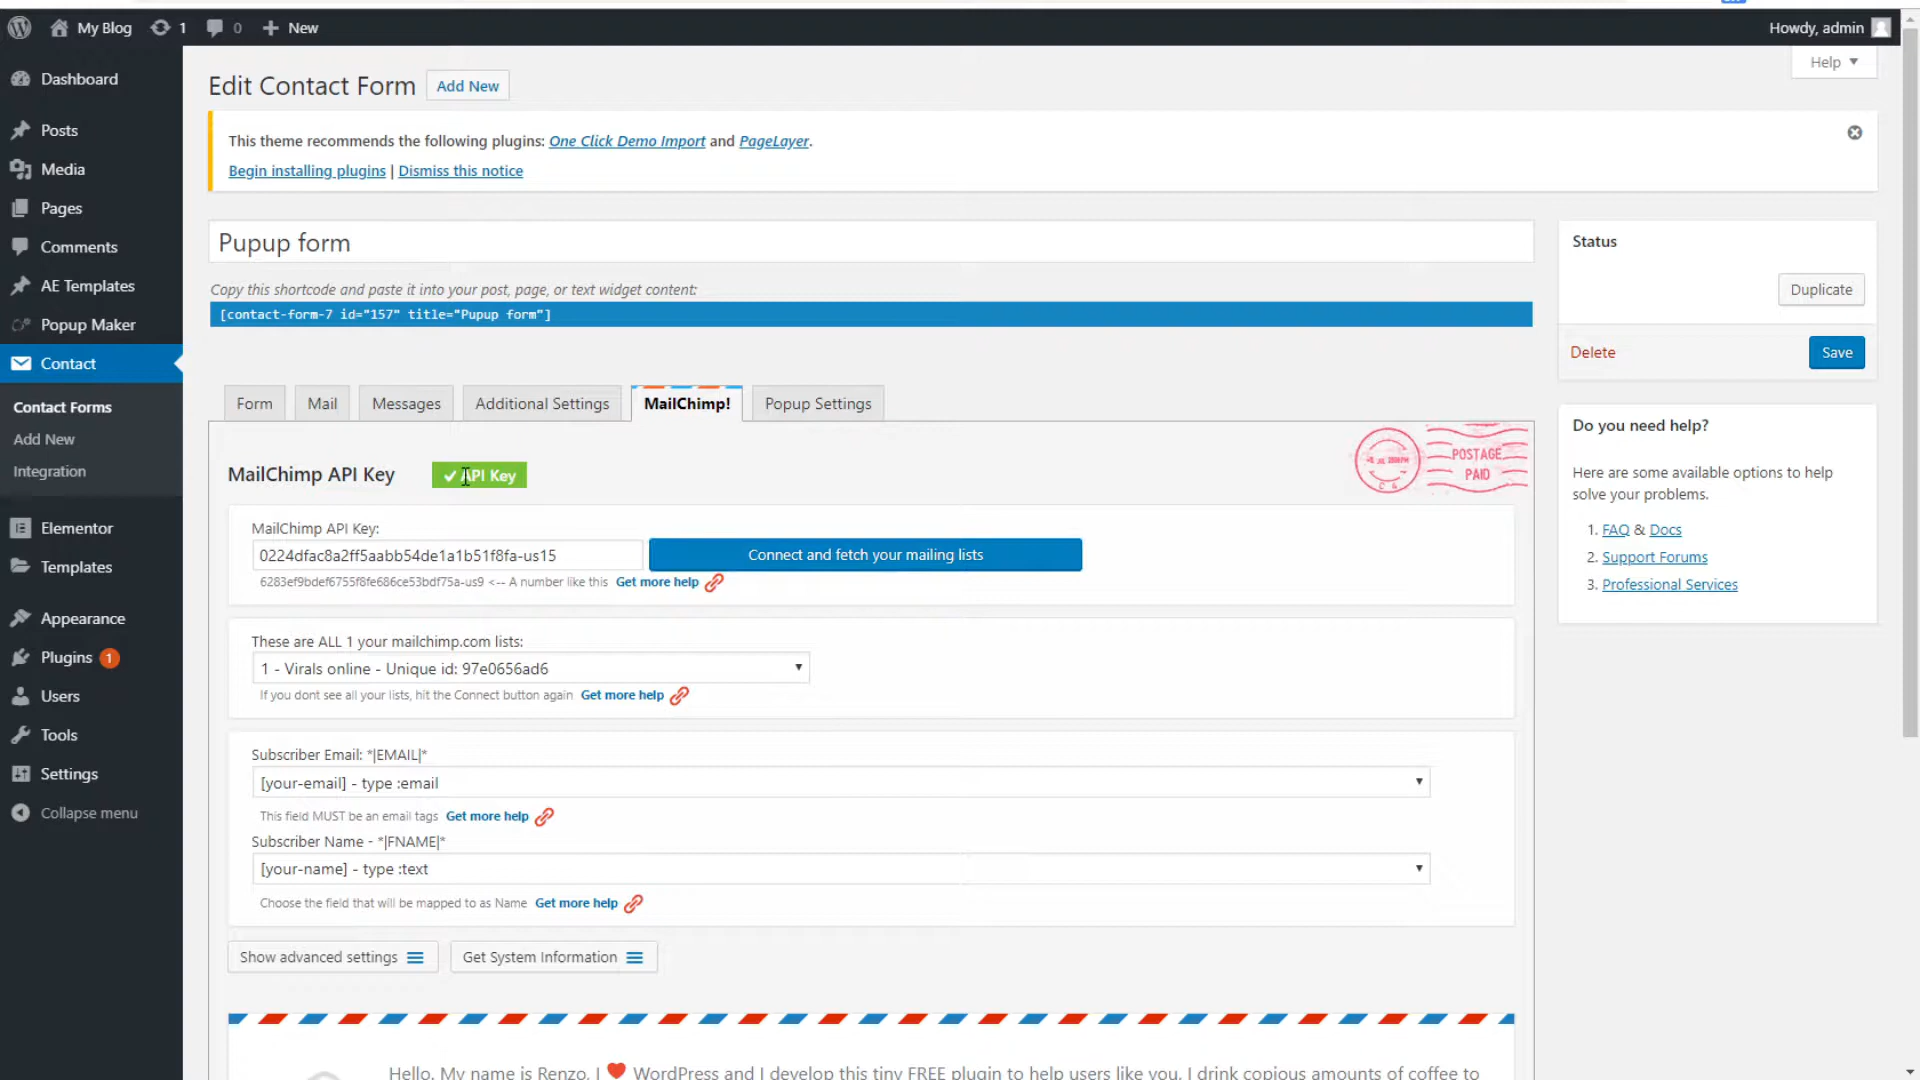 My Blog 1 0 New Howdy, admin
Help
Dashboard
Posts
Media
Pages
Comments
AE Templates
Popup Maker
Contact
Contact Forms
Add New
Integration
Elementor
Templates
Appearance
Plugins 1
Users
Tools
Settings
Collapse menu
Edit Contact Form Add New
This theme recommends the following plugins: One Click Demo Import and PageLayer.
Begin installing plugins | Dismiss this notice
Pupup form
Copy this shortcode and paste it into your post, page, or text widget content:
[contact-form-7 id="157" title="Pupup form"]
Form Mail Messages Additional Settings MailChimp! Popup Settings
MailChimp API Key API Key
POSTAGE
PAID
MailChimp API Key:
0224dfac8a2ff5aabb54de1a1b51f8fa-us15 Connect and fetch your mailing lists
6283ef9bdef6755f8fe686ce53bdf75a-us9 <-- A number like this Get more help
These are ALL 1 your mailchimp.com lists:
1 - Virals online - Unique id: 97e0656ad6
If you dont see all your lists, hit the Connect button again Get more help
Subscriber Email: *|EMAIL|*
[your-email] - type :email
This field MUST be an email tags Get more help
Subscriber Name - *|FNAME|*
[your-name] - type :text
Choose the field that will be mapped to as Name Get more help
Show advanced settings Get System Information
Hello. My name is Renzo, I WordPress and I develop this tiny FREE plugin to help users like you. I drink copious amounts of coffee to
Status
Duplicate
Delete Save
Do you need help?
Here are some available options to help
solve your problems.
1. FAQ & Docs
2. Support Forums
3. Professional Services